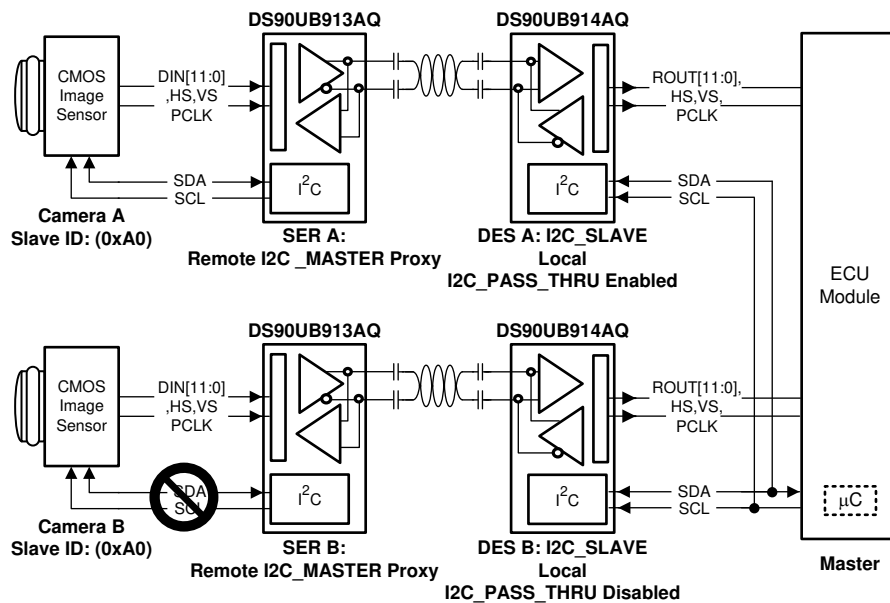 DS90UB913AQ
DS90UB914AQ
CMOS
Image
Sensor
DIN[11:0]
,HS,VS
PCLK
ROUT[11:0],
HS,VS,
PCLK
SDA
SCL
I²C
I²C
SDA
SCL
Camera A
Slave ID: (0xA0)
SER A:
Remote I2C _MASTER Proxy
DES A: I2C_SLAVE
Local
I2C_PASS_THRU Enabled
ECU
Module
DS90UB913AQ
DS90UB914AQ
CMOS
Image
Sensor
DIN[11:0]
,HS,VS
PCLK
ROUT[11:0],
HS,VS,
PCLK
SDA
SCL
I²C
I²C
SDA
SCL
µC
Camera B
Slave ID: (0xA0)
SER B:
Remote I2C_MASTER Proxy
DES B: I2C_SLAVE
Local
I2C_PASS_THRU Disabled
Master